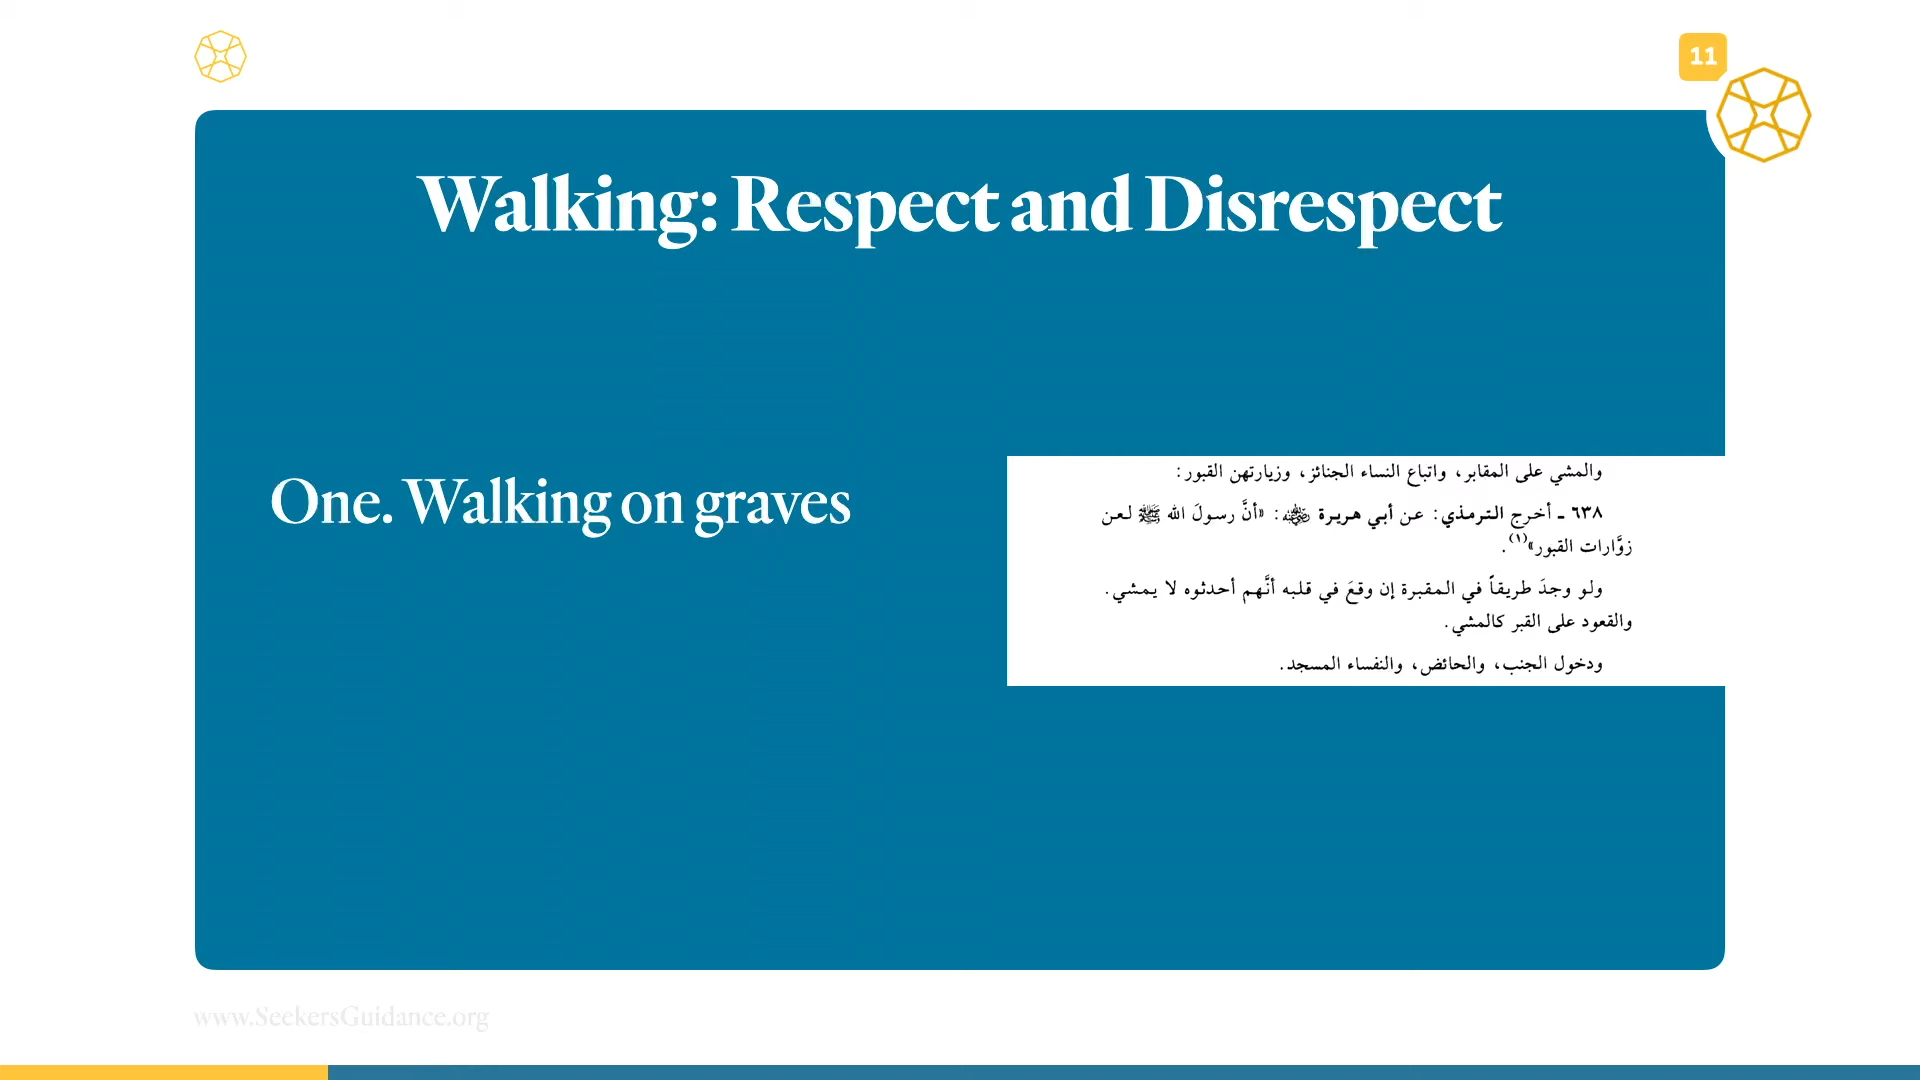 11
Walking: Respect and Disrespect
One. Walking on graves
والمشي على المقابر، واتباع النساء الجنائز، وزيارتهن القبور:
٦٣٨ ـ أخرج الترمذي: عن أبي هريرة رضي الله عنه: «أنَّ رسولَ الله ﷺ لعن
زوَّارات القبور»(١).
ولو وجدَ طريقاً في المقبرة إن وقعَ في قلبه أنَّهم أحدثوه لا يمشي.
والقعود على القبر كالمشي.
ودخول الجنب، والحائض، والنفساء المسجد.
www.SeekersGuidance.org